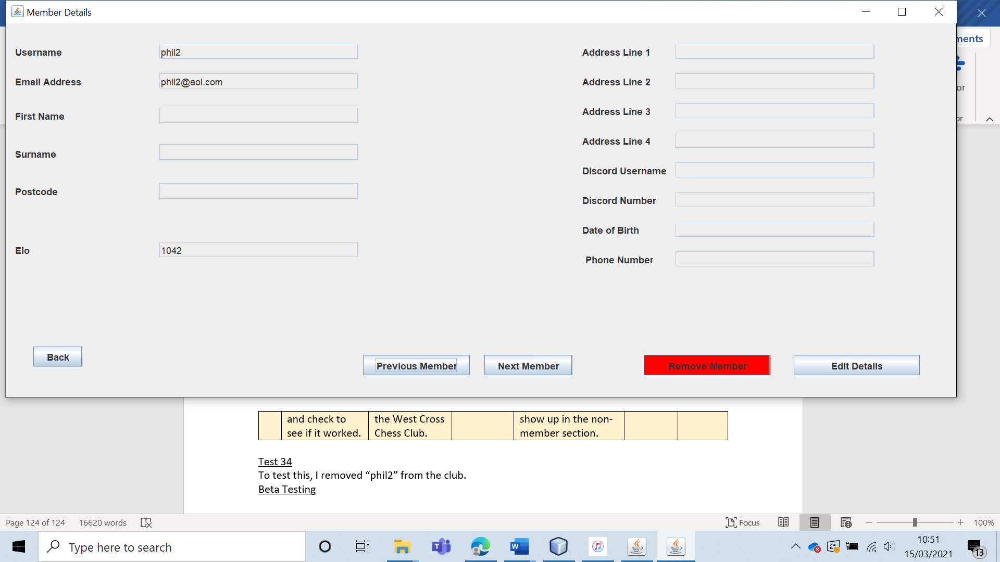 Member Details
ments
or
or
Username phil2
Email Address phil2@aol.com
First Name
Surname
Postcode
Elo 1042
Address Line 1
Address Line 2
Address Line 3
Address Line 4
Discord Username
Discord Number
Date of Birth
Phone Number
Back
Previous Member
Next Member
Remove Member
Edit Details
and check to
see if it worked.
the West Cross
Chess Club.
show up in the non-
member section.
Test 34
To test this, I removed “phil2” from the club.
Beta Testing
Page 124 of 124
16620 words
Focus
100%
Type here to search
T
W
10:51
15/03/2021
13